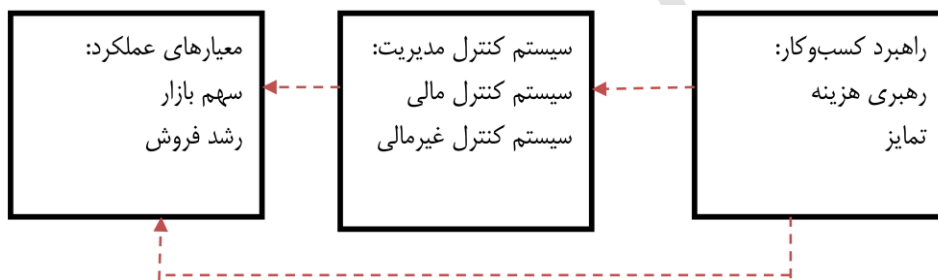 راهبرد کسب‌وکار:
رهبری هزینه
تمایز
سیستم کنترل مدیریت:
سیستم کنترل مالی
سیستم کنترل غیرمالی
معیارهای عملکرد:
سهم بازار
رشد فروش